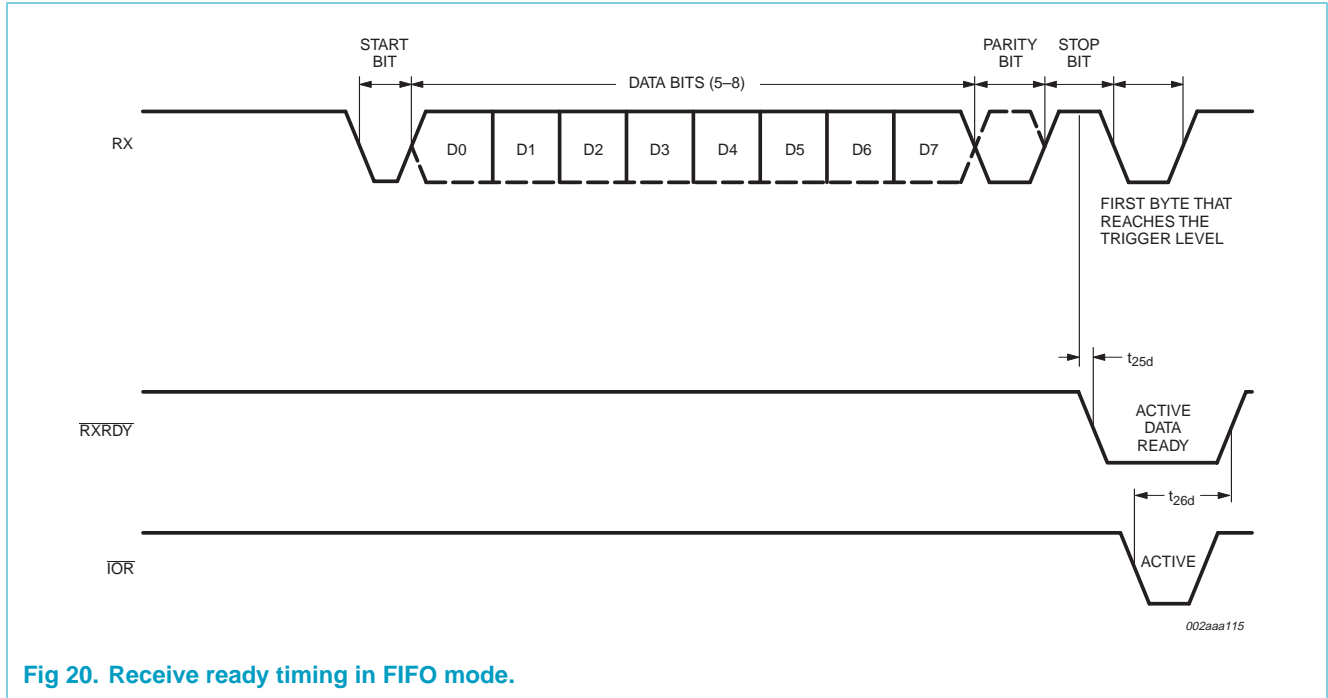 START
BIT
DATA BITS (5–8)
PARITY
BIT
STOP
BIT
RX
D0 D1 D2 D3 D4 D5 D6 D7
FIRST BYTE THAT
REACHES THE
TRIGGER LEVEL
t25d
RXRDY
ACTIVE
DATA
READY
t26d
IOR
ACTIVE
002aaa115
Fig 20. Receive ready timing in FIFO mode.